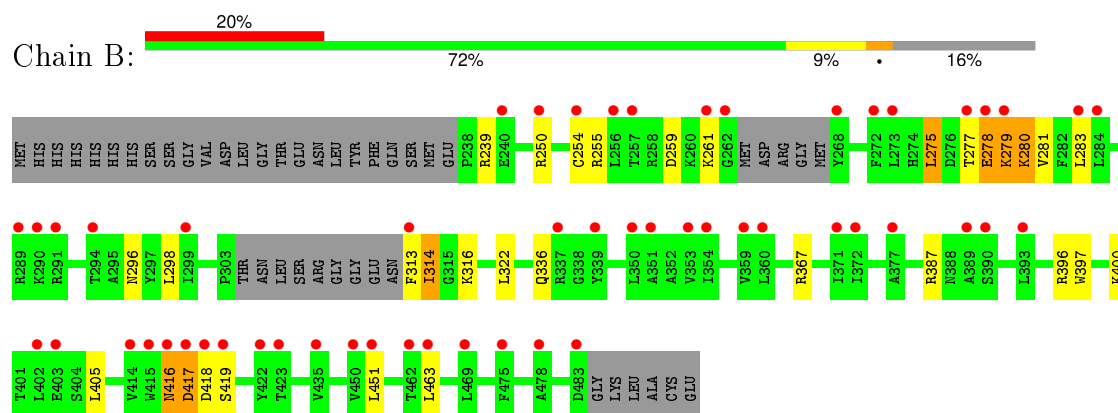 20%
Chain B:
72% 9% • 16%
MET HIS HIS HIS HIS HIS HIS SER SER GLY VAL ASP LEU GLY THR GLU ASN LEU TYR PHE GLN SER MET GLU P238 R239 E240 R250 C254 R255 L256 T257 R258 D259 K260 K261 G262 MET ASP ARG GLY MET Y268 F272 L273 H274 L275 D276 T277 E278 K279 K280 V281 F282 L283 L284
R289 K290 R291 T294 A295 N296 Y297 L298 I299 P303 THR ASN LEU SER ARG GLY GLY GLU ASN F313 I314 G315 K316 L322 Q336 R337 G338 Y339 L350 A351 A352 V353 I354 V359 L360 R367 I371 I372 A377 R387 N388 A389 S390 L393 R396 W397 K400
T401 L402 E403 S404 L405 V414 W415 N416 D417 D418 S419 Y422 T423 V435 V450 L451 T462 L463 L469 F475 A478 D483 GLY LYS LEU ALA CYS GLU